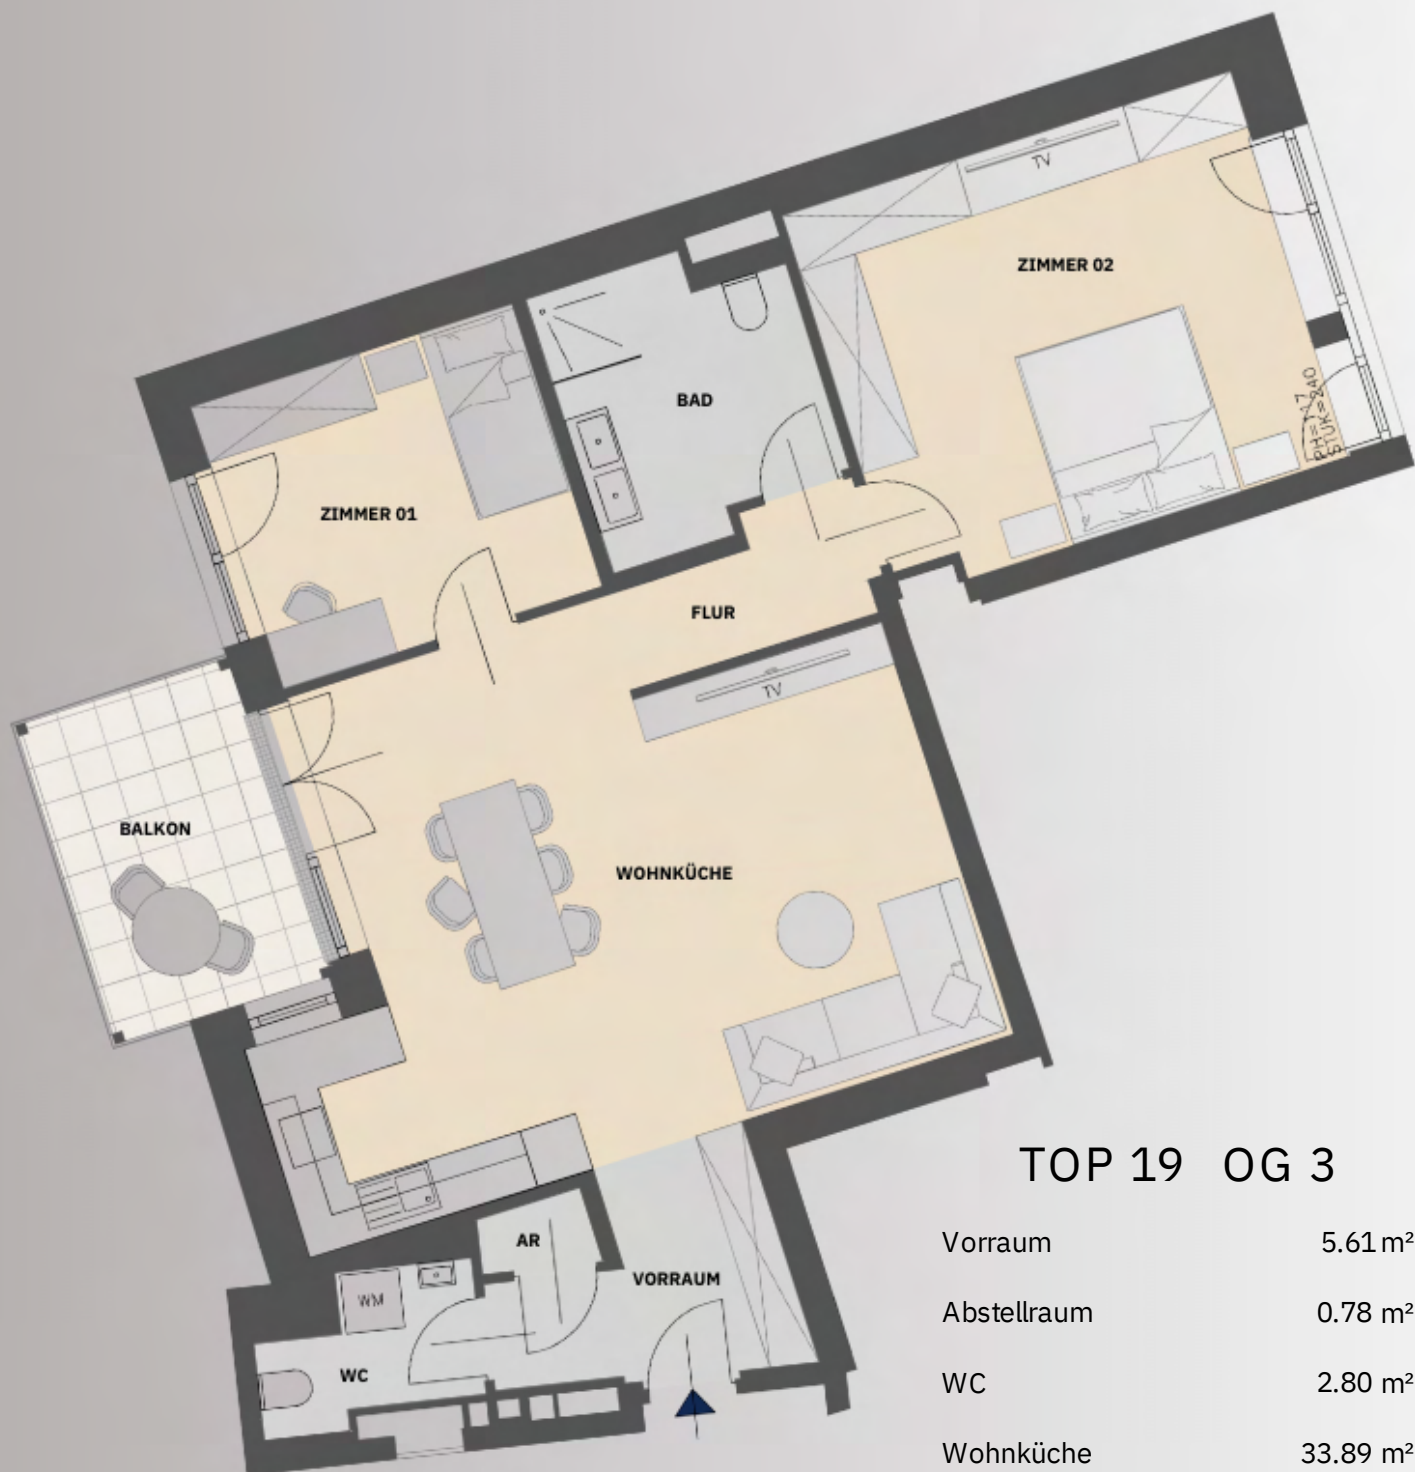 TV
ZIMMER 02
BAD
PH=117
STUK=240
ZIMMER 01
FLUR
TV
BALKON
WOHNKÜCHE
AR
VORRAUM
WM
WC
TOP 19 OG 3
Vorraum 5.61 m²
Abstellraum 0.78 m²
WC 2.80 m²
Wohnküche 33.89 m²